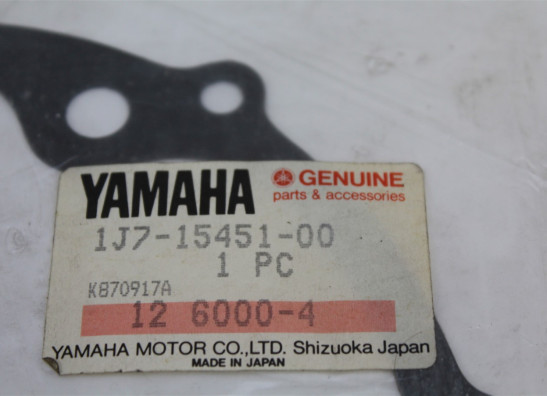 YAMAHA GENUINE
parts & accessories
1J7-15451-00
1 PC
K870917A
12 6000-4
YAMAHA MOTOR CO., LTD. Shizuoka Japan
MADE IN JAPAN